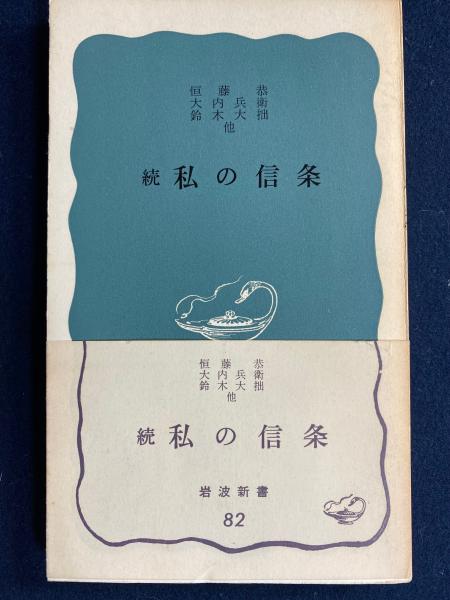 恒藤恭
大内兵衛
鈴木大拙
他
続 私の信条
恒藤恭
大内兵衛
鈴木大拙
他
続 私の信条
岩波新書
82